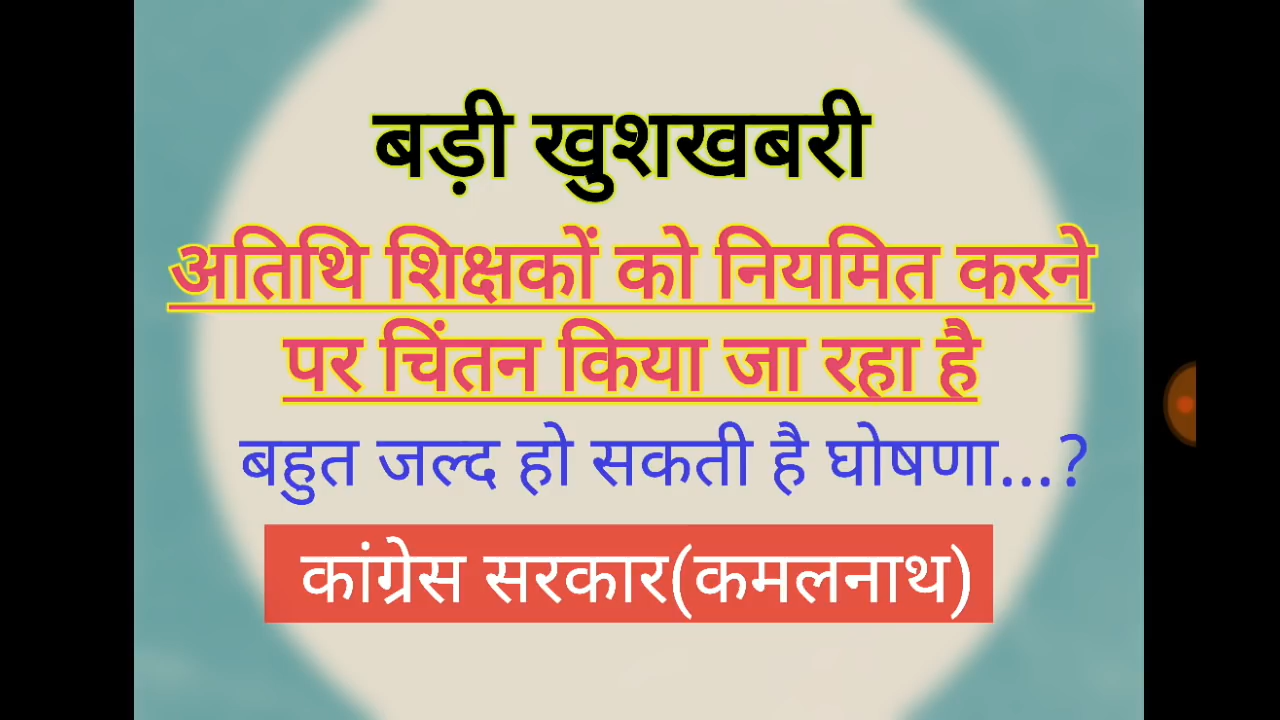 बड़ी खुशखबरी
अतिथि शिक्षकों को नियमित करने
पर चिंतन किया जा रहा है
बहुत जल्द हो सकती है घोषणा...?
कांग्रेस सरकार(कमलनाथ)